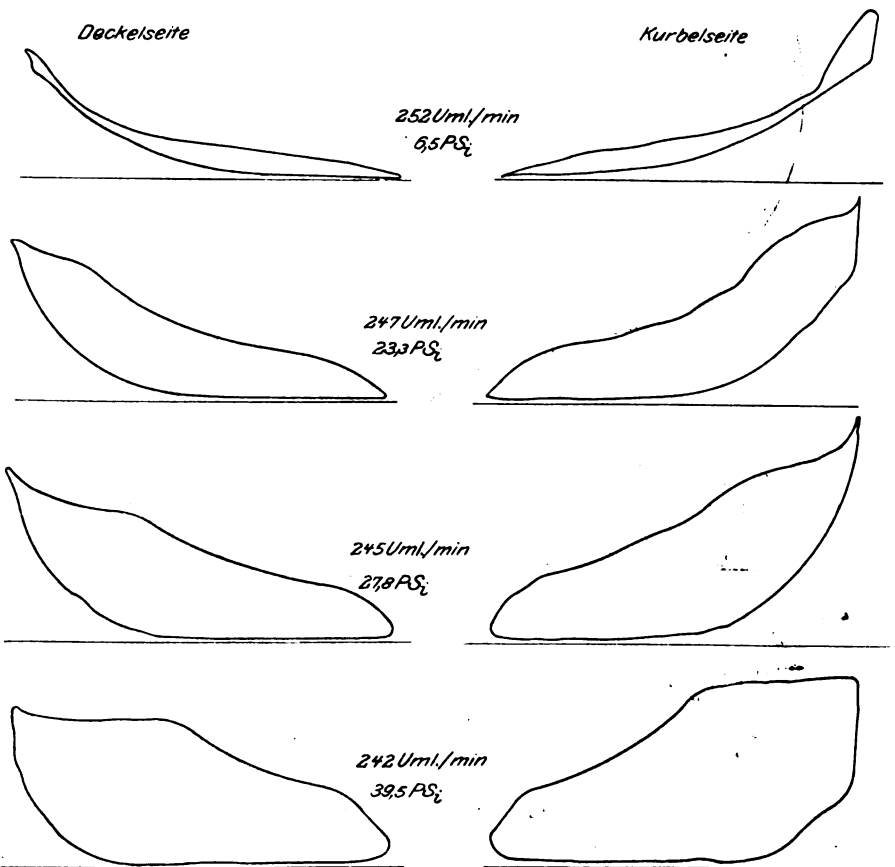 Deckelseite
Kurbelseite
252 Uml./min
6,5 PSi
247 Uml./min
23,3 PSi
245 Uml./min
27,8 PSi
242 Uml./min
39,5 PSi